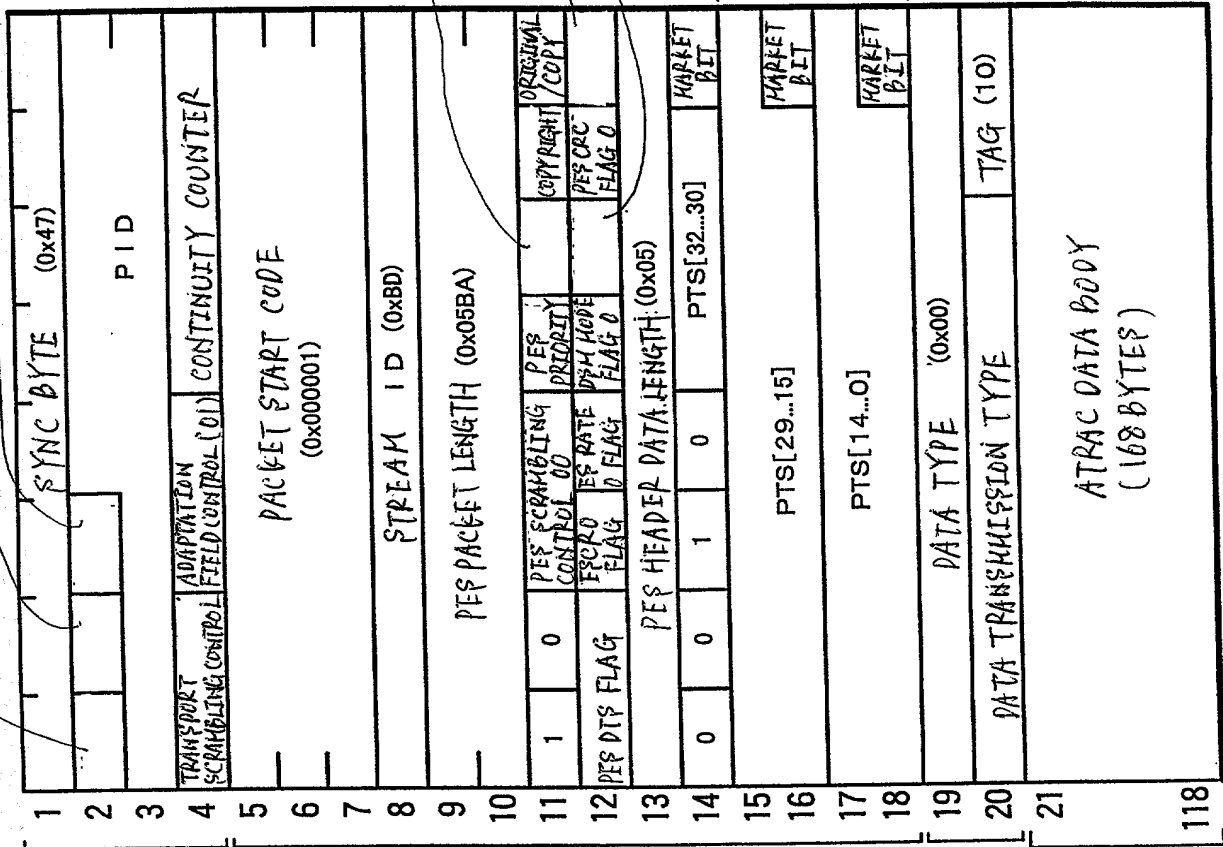 1
SYNC BYTE (0x47)
2
3
PID
4
TRANSPORT
SCRAMBLING CONTROL
ADAPTATION
FIELD CONTROL (01)
CONTINUITY COUNTER
5
6
7
PACKET START CODE
(0x000001)
8
STREAM ID (0xBD)
9
10
PES PACKET LENGTH (0x05BA)
11
1
0
PES SCRAMBLING
CONTROL 00
PES
PRIORITY
COPYRIGHT
ORIGINAL
/COPY
12
PES DTS FLAG
ESCRO
FLAG
ES RATE
0 FLAG
DSM MODE
FLAG 0
PES CRC
FLAG 0
13
PES HEADER DATA LENGTH (0x05)
14
0
0
1
0
PTS[32...30]
MARKET
BIT
15
16
PTS[29...15]
MARKET
BIT
17
18
PTS[14...0]
MARKET
BIT
19
DATA TYPE (0x00)
20
DATA TRANSMISSION TYPE
TAG (10)
21
118
ATRAC DATA BODY
(168 BYTES)